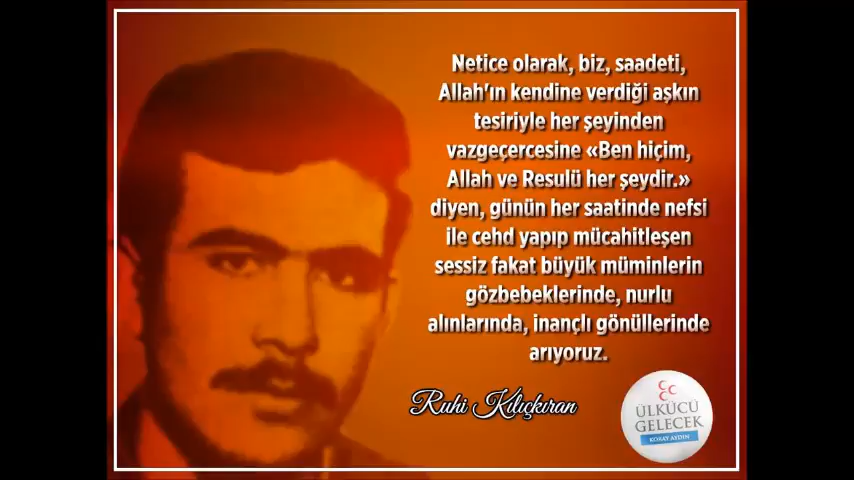 Netice olarak, biz, saadeti,
Allah'ın kendine verdiği aşkın
tesiriyle her şeyinden
vazgeçercesine «Ben hiçim,
Allah ve Resulü her şeydir.»
diyen, günün her saatinde nefsi
ile cehd yapıp mücahitleşen
sessiz fakat büyük müminlerin
gözbebeklerinde, nurlu
alınlarında, inançlı gönüllerinde
arıyoruz.
Ruhi Kılıçkıran
ÜLKÜCÜ
GELECEK
KORAY AYDIN